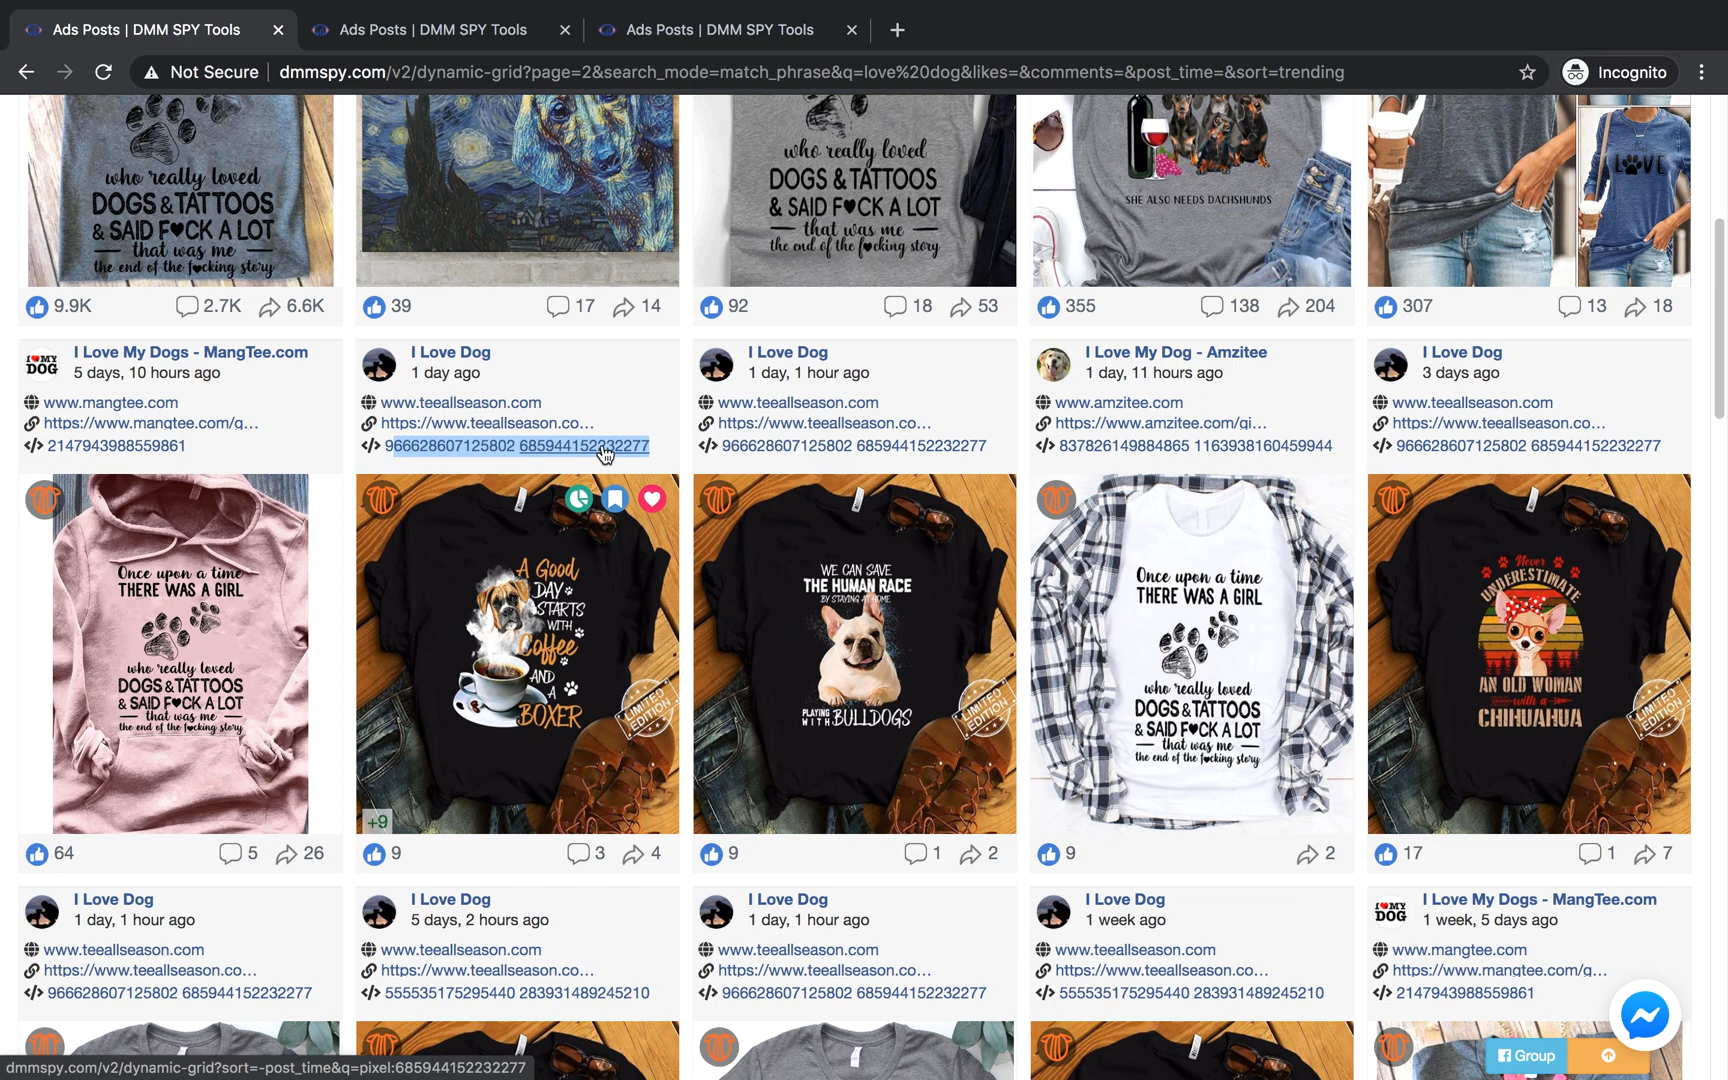 Ads Posts | DMM SPY Tools
Ads Posts | DMM SPY Tools
Ads Posts | DMM SPY Tools
Not Secure
dmmspy.com/v2/dynamic-grid?page=2&search_mode=match_phrase&q=love%20dog&likes=&comments=&post_time=&sort=trending
Incognito
who really loved
DOGS & TATTOOS
& SAID F♥CK A LOT
that was me
the end of the f♥cking story
who really loved
DOGS & TATTOOS
& SAID F♥CK A LOT
that was me
the end of the f♥cking story
SHE ALSO NEEDS DACHSHUNDS
LOVE
9.9K 2.7K 6.6K
39 17 14
92 18 53
355 138 204
307 13 18
I Love My Dogs - MangTee.com
5 days, 10 hours ago
www.mangtee.com
https://www.mangtee.com/g...
2147943988559861
I Love Dog
1 day ago
www.teeallseason.com
https://www.teeallseason.co...
966628607125802 685944152232277
I Love Dog
1 day, 1 hour ago
www.teeallseason.com
https://www.teeallseason.co...
966628607125802 685944152232277
I Love My Dog - Amzitee
1 day, 11 hours ago
www.amzitee.com
https://www.amzitee.com/gi...
837826149884865 1163938160459944
I Love Dog
3 days ago
www.teeallseason.com
https://www.teeallseason.co...
966628607125802 685944152232277
I ♥ MY
DOG
Once upon a time
THERE WAS A GIRL
who really loved
DOGS & TATTOOS
& SAID F♥CK A LOT
that was me
the end of the f♥cking story
A Good
DAY
STARTS
WITH
Coffee
AND
A
BOXER
LIMITED
EDITION
+9
WE CAN SAVE
THE HUMAN RACE
BY STAYING AT HOME
PLAYING
WITH BULLDOGS
LIMITED
EDITION
Once upon a time
THERE WAS A GIRL
who really loved
DOGS & TATTOOS
& SAID F♥CK A LOT
that was me
the end of the f♥cking story
Never
UNDERESTIMATE
AN OLD WOMAN
with a
CHIHUAHUA
LIMITED
EDITION
64 5 26
9 3 4
9 1 2
9 2
17 1 7
I Love Dog
1 day, 1 hour ago
www.teeallseason.com
https://www.teeallseason.co...
966628607125802 685944152232277
I Love Dog
5 days, 2 hours ago
www.teeallseason.com
https://www.teeallseason.co...
555535175295440 283931489245210
I Love Dog
1 day, 1 hour ago
www.teeallseason.com
https://www.teeallseason.co...
966628607125802 685944152232277
I Love Dog
1 week ago
www.teeallseason.com
https://www.teeallseason.co...
555535175295440 283931489245210
I Love My Dogs - MangTee.com
1 week, 5 days ago
www.mangtee.com
https://www.mangtee.com/g...
2147943988559861
I ♥ MY
DOG
Group
dmmspy.com/v2/dynamic-grid?sort=-post_time&q=pixel:685944152232277